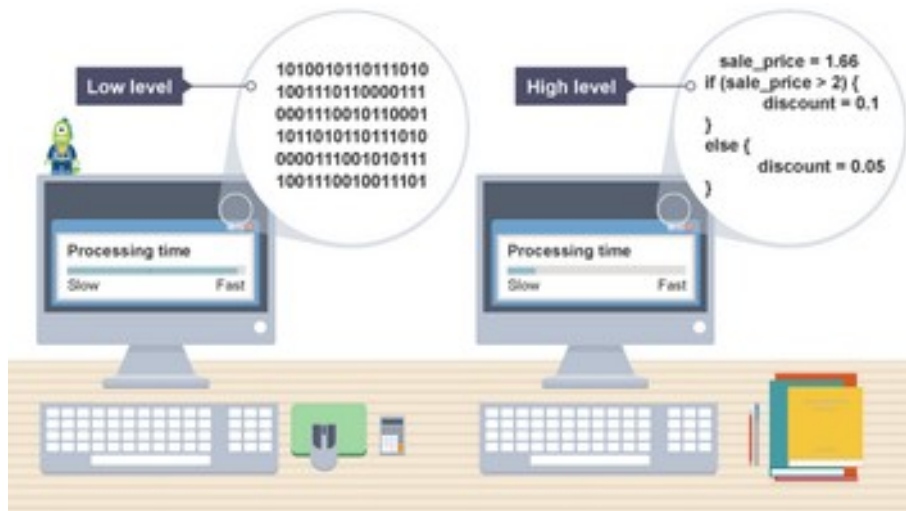 Low level
1010010110111010
1001110110000111
0001110010110001
1011010110111010
0000111001010111
1001110010011101
Processing time
Slow Fast
High level
sale_price = 1.66
if (sale_price > 2) {
discount = 0.1
}
else {
discount = 0.05
}
Processing time
Slow Fast